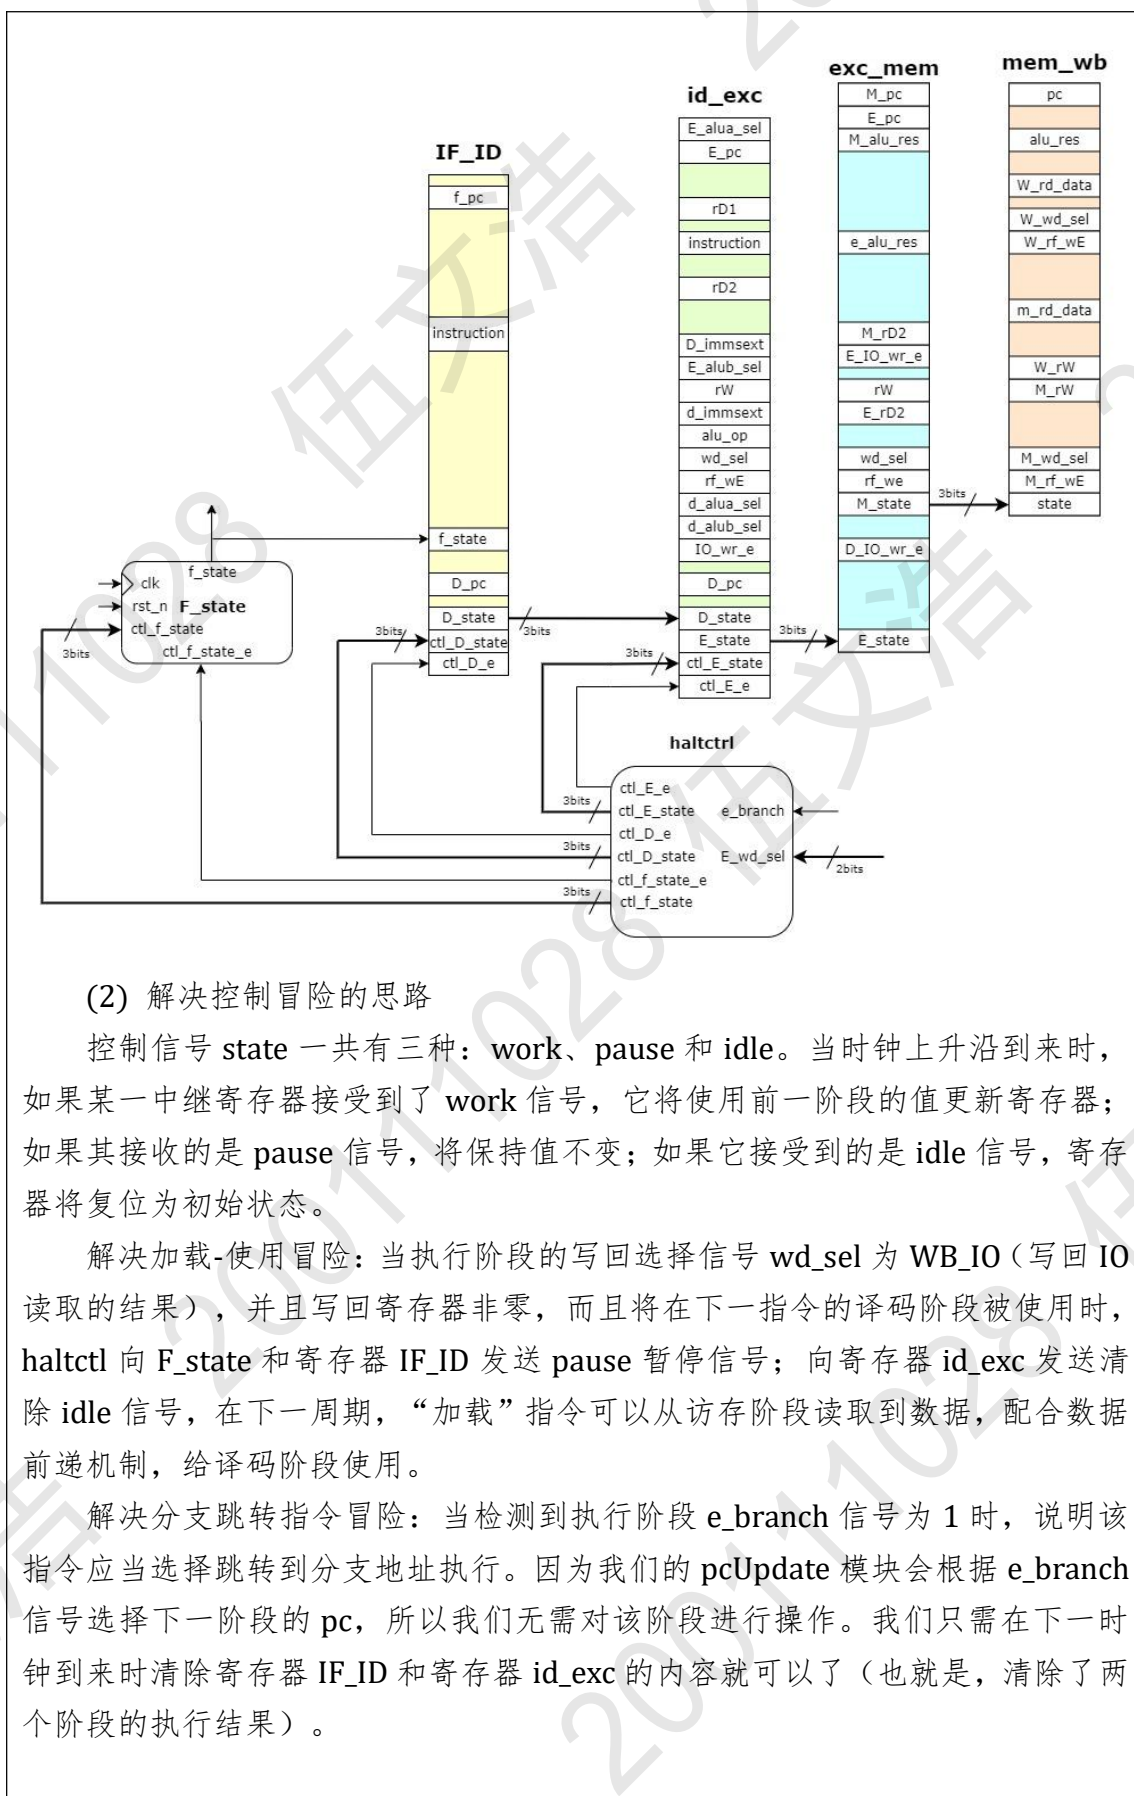 exc_mem
mem_wb
id_exc
IF_ID
f_pc
instruction
f_state
D_pc
D_state
ctl_D_state
ctl_D_e
E_alua_sel
E_pc
rD1
instruction
rD2
D_immsext
E_alub_sel
rW
d_immsext
alu_op
wd_sel
rf_wE
d_alua_sel
d_alub_sel
IO_wr_e
D_pc
D_state
E_state
ctl_E_state
ctl_E_e
M_pc
E_pc
M_alu_res
e_alu_res
M_rD2
E_IO_wr_e
rW
E_rD2
wd_sel
rf_we
M_state
D_IO_wr_e
E_state
pc
alu_res
W_rd_data
W_wd_sel
W_rf_wE
m_rd_data
W_rW
M_rW
M_wd_sel
M_rf_wE
state
3bits
3bits
3bits
3bits
3bits
3bits
f_state
clk
rst_n F_state
ctl_f_state
ctl_f_state_e
haltctrl
ctl_E_e
3bits ctl_E_state e_branch
ctl_D_e
3bits ctl_D_state E_wd_sel 2bits
ctl_f_state_e
3bits ctl_f_state
(2) 解决控制冒险的思路
控制信号 state 一共有三种：work、pause 和 idle。当时钟上升沿到来时，
如果某一中继寄存器接受到了 work 信号，它将使用前一阶段的值更新寄存器；
如果其接收的是 pause 信号，将保持值不变；如果它接受到的是 idle 信号，寄存
器将复位为初始状态。
解决加载-使用冒险：当执行阶段的写回选择信号 wd_sel 为 WB_IO（写回 IO
读取的结果），并且写回寄存器非零，而且将在下一指令的译码阶段被使用时，
haltctl 向 F_state 和寄存器 IF_ID 发送 pause 暂停信号；向寄存器 id_exc 发送清
除 idle 信号，在下一周期，“加载”指令可以从访存阶段读取到数据，配合数据
前递机制，给译码阶段使用。
解决分支跳转指令冒险：当检测到执行阶段 e_branch 信号为 1 时，说明该
指令应当选择跳转到分支地址执行。因为我们的 pcUpdate 模块会根据 e_branch
信号选择下一阶段的 pc，所以我们无需对该阶段进行操作。我们只需在下一时
钟到来时清除寄存器 IF_ID 和寄存器 id_exc 的内容就可以了（也就是，清除了两
个阶段的执行结果）。
200111028 伍文浩
200111028 伍文浩
200111028